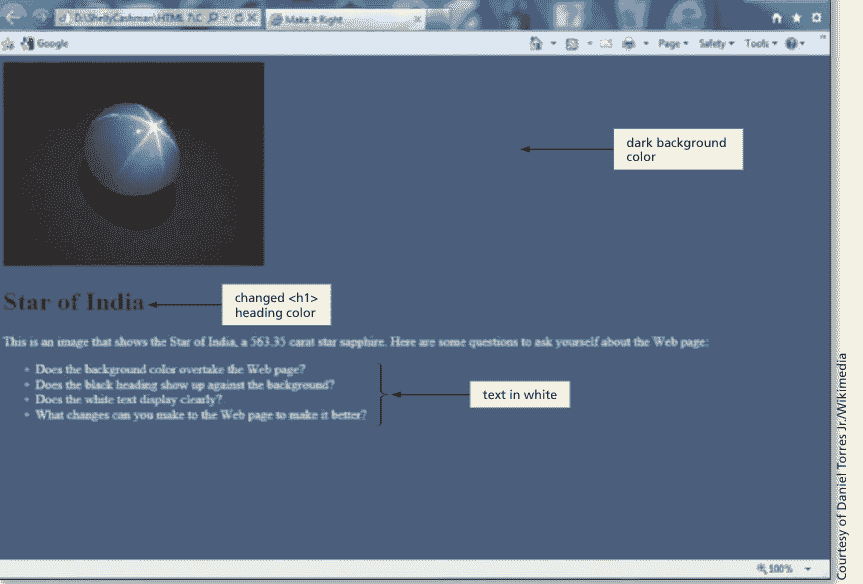 D:\ShellyCashman\HTML 7\C
Make it Right
Google
Page Safety Tools
dark background
color
Star of India
changed <h1>
heading color
This is an image that shows the Star of India, a 563.35 carat star sapphire. Here are some questions to ask yourself about the Web page:
• Does the background color overtake the Web page?
• Does the black heading show up against the background?
• Does the white text display clearly?
• What changes can you make to the Web page to make it better?
text in white
100%
Courtesy of Daniel Torres Jr./Wikimedia